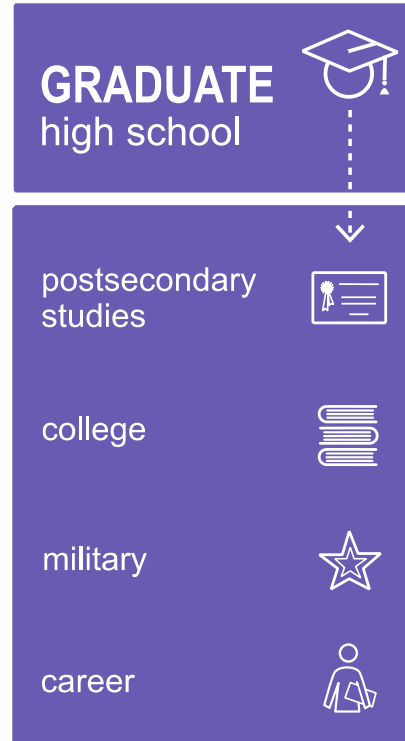 GRADUATE
high school
postsecondary
studies
college
military
career